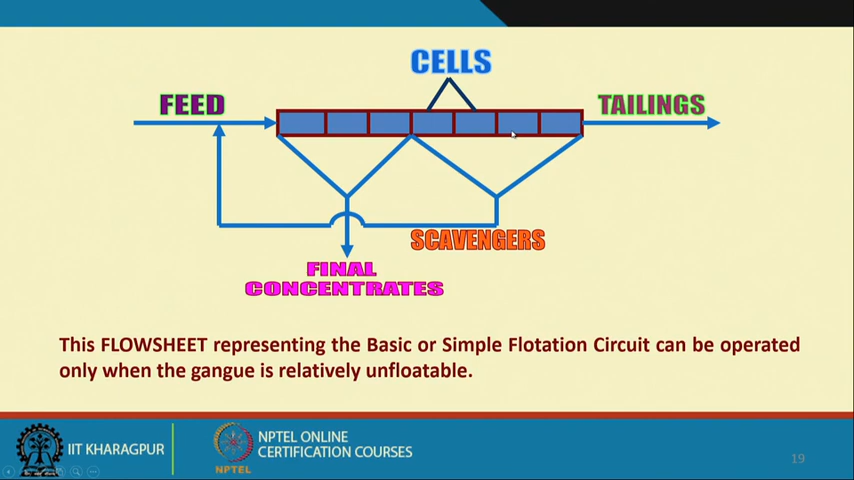 CELLS
FEED
TAILINGS
SCAVENGERS
FINAL
CONCENTRATES
This FLOWSHEET representing the Basic or Simple Flotation Circuit can be operated
only when the gangue is relatively unfloatable.
IIT KHARAGPUR
NPTEL
NPTEL ONLINE
CERTIFICATION COURSES
19